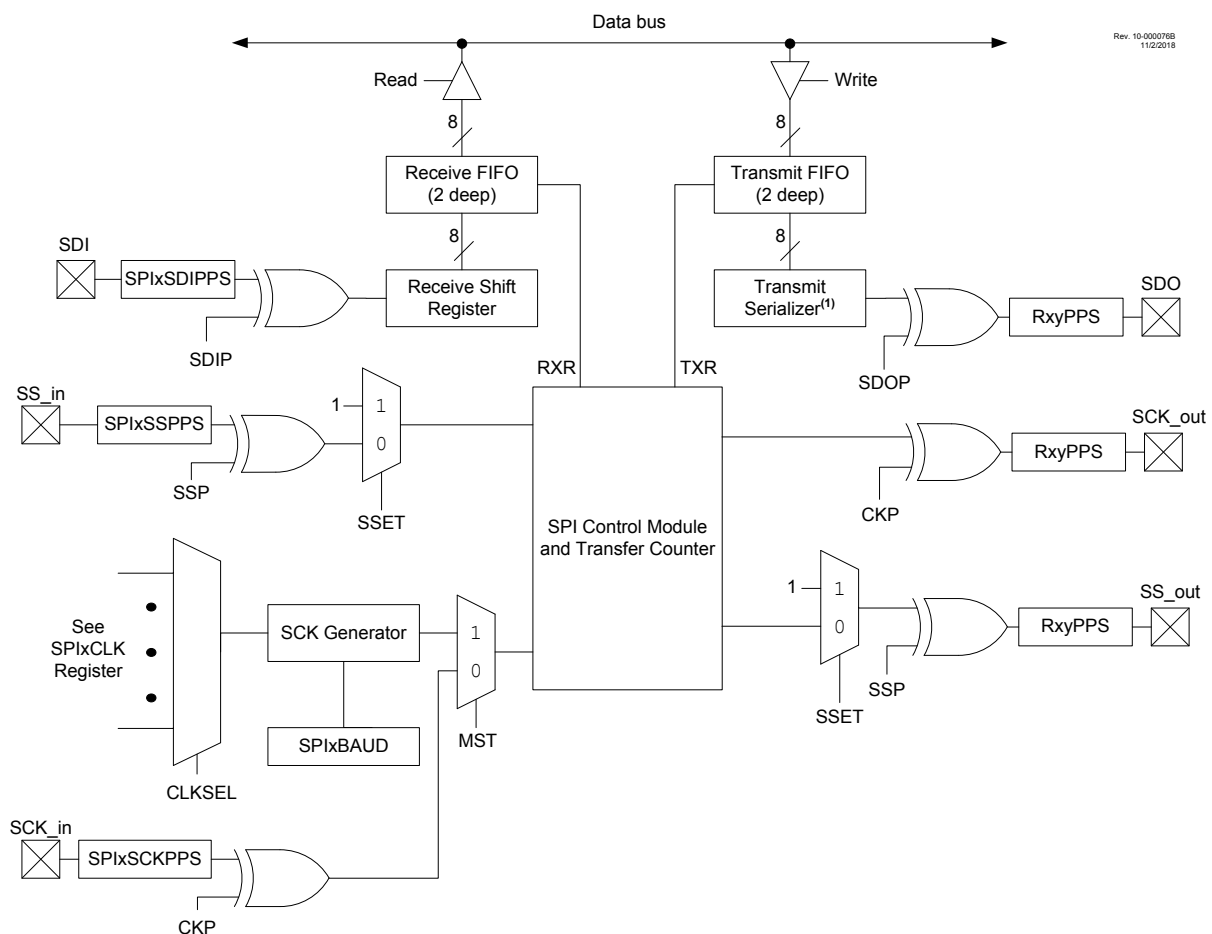 Data bus
Rev. 10-000076B
11/2/2018
Read
Write
8
8
Receive FIFO
(2 deep)
Transmit FIFO
(2 deep)
8
8
SDI
SPIxSDIPPS
Receive Shift
Register
Transmit
Serializer(1)
SDO
RxyPPS
SDIP
SDOP
RXR
TXR
SS_in
SPIxSSPPS
1
1
0
SSP
SSET
SCK_out
RxyPPS
CKP
SPI Control Module
and Transfer Counter
See
SPIxCLK
Register
SCK Generator
1
0
SPIxBAUD
MST
CLKSEL
1
1
0
SS_out
RxyPPS
SSP
SSET
SCK_in
SPIxSCKPPS
CKP